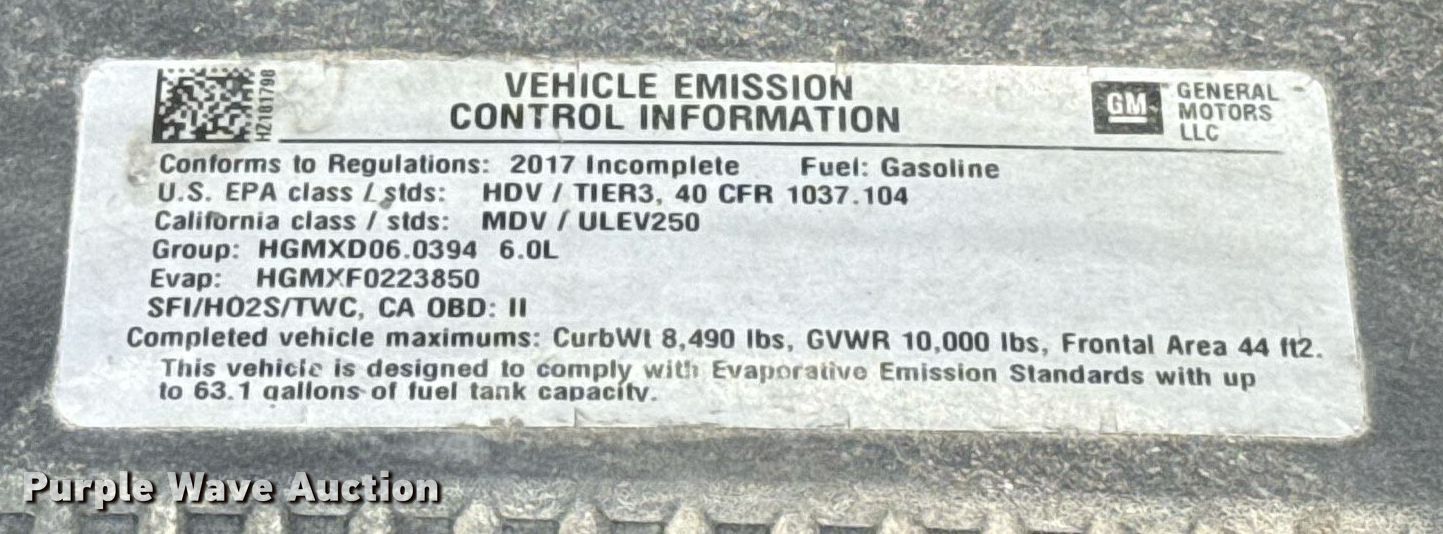 HZ181798
VEHICLE EMISSION
CONTROL INFORMATION
GM
GENERAL
MOTORS
LLC
Conforms to Regulations: 2017 Incomplete Fuel: Gasoline
U.S. EPA class / stds: HDV / TIER3, 40 CFR 1037.104
California class / stds: MDV / ULEV250
Group: HGMXD06.0394 6.0L
Evap: HGMXF0223850
SFI/HO2S/TWC, CA OBD: II
Completed vehicle maximums: CurbWt 8,490 lbs, GVWR 10,000 lbs, Frontal Area 44 ft2.
This vehicle is designed to comply with Evaporative Emission Standards with up
to 63.1 gallons of fuel tank capacity.
Purple Wave Auction